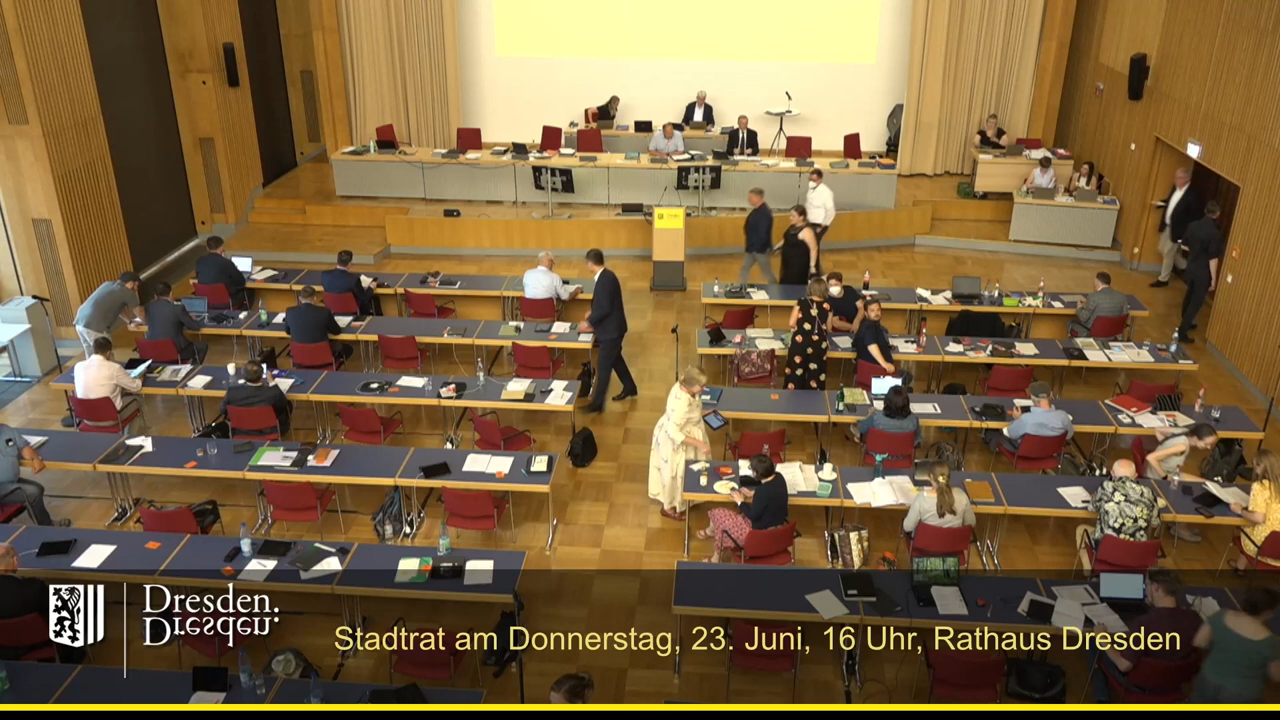 Dresden.
Dresden.
Stadtrat am Donnerstag, 23. Juni, 16 Uhr, Rathaus Dresden